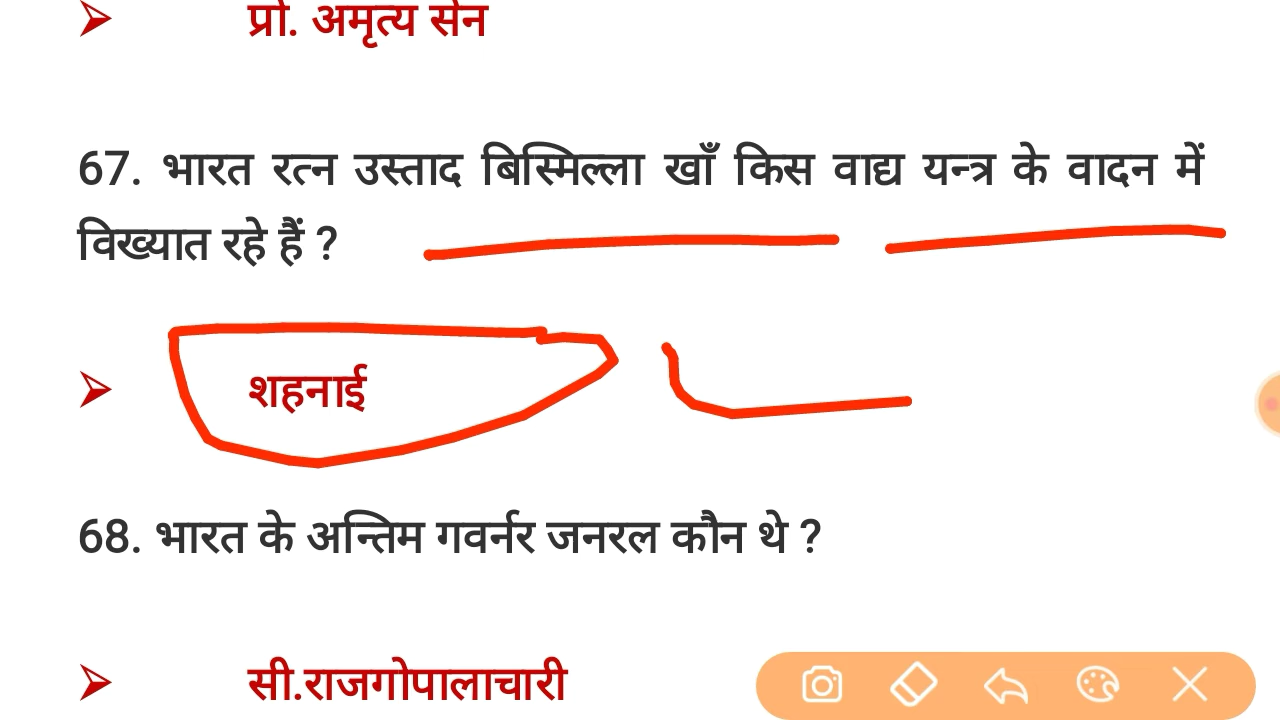 प्रो. अमृत्य सेन
67. भारत रत्न उस्ताद बिस्मिल्ला खाँ किस वाद्य यन्त्र के वादन में
विख्यात रहे हैं ?
शहनाई
68. भारत के अन्तिम गवर्नर जनरल कौन थे ?
सी.राजगोपालाचारी